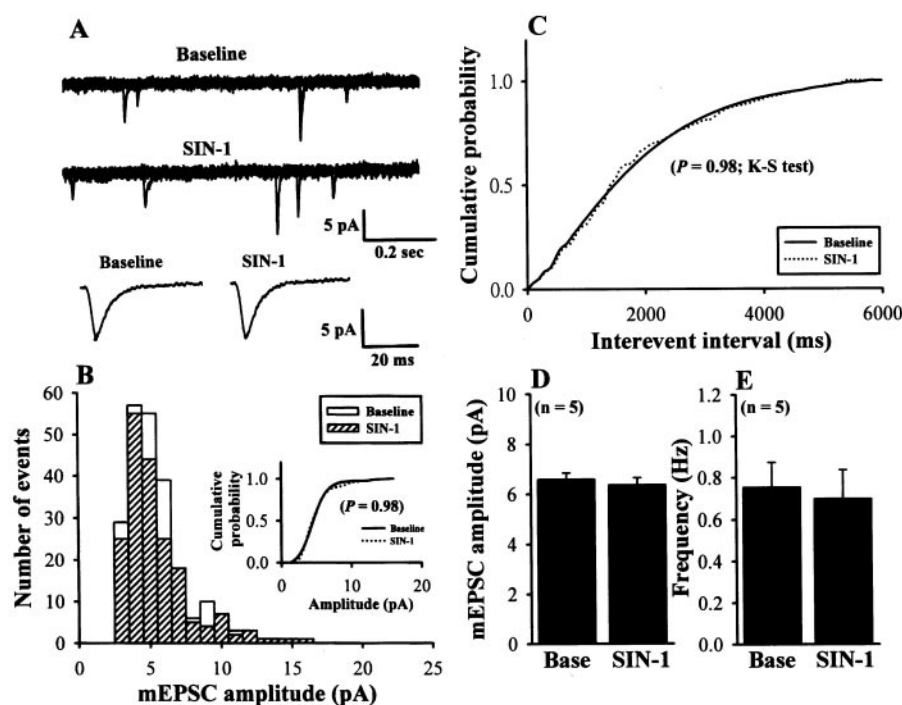 A
Baseline
SIN-1
5 pA
0.2 sec
Baseline
SIN-1
5 pA
20 ms
B
Number of events
60
50
40
30
20
10
0
0
5
10
15
20
25
mEPSC amplitude (pA)
Baseline
SIN-1
Cumulative
probability
1.0
0.5
0.0
0
10
20
Amplitude (pA)
(P = 0.98)
Baseline
SIN-1
C
Cumulative probability
1.0
0.5
0.0
0
2000
4000
6000
Interevent interval (ms)
(P = 0.98; K-S test)
Baseline
SIN-1
D
(n = 5)
mEPSC amplitude (pA)
10
8
6
4
2
0
Base
SIN-1
E
(n = 5)
Frequency (Hz)
1.2
1.0
0.8
0.6
0.4
0.2
0.0
Base
SIN-1